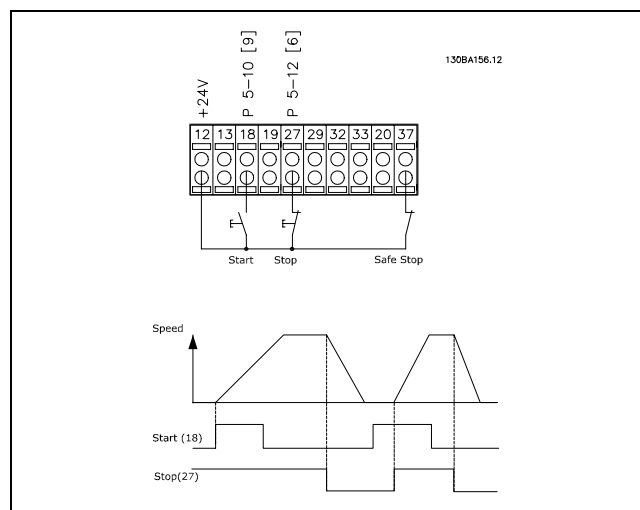 130BA156.12
+24V
P 5-10 [9]
P 5-12 [6]
12 13 18 19 27 29 32 33 20 37
Start Stop Safe Stop
Speed
Start (18)
Stop(27)